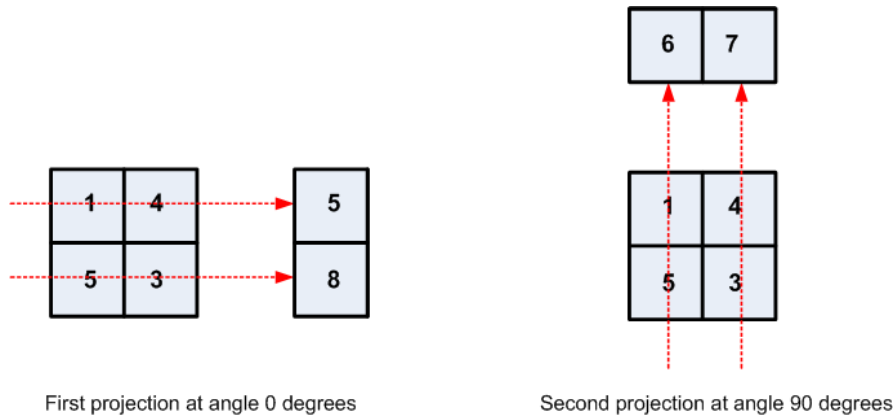 6 7
1 4 5
5 3 8
1 4
5 3
First projection at angle 0 degrees
Second projection at angle 90 degrees